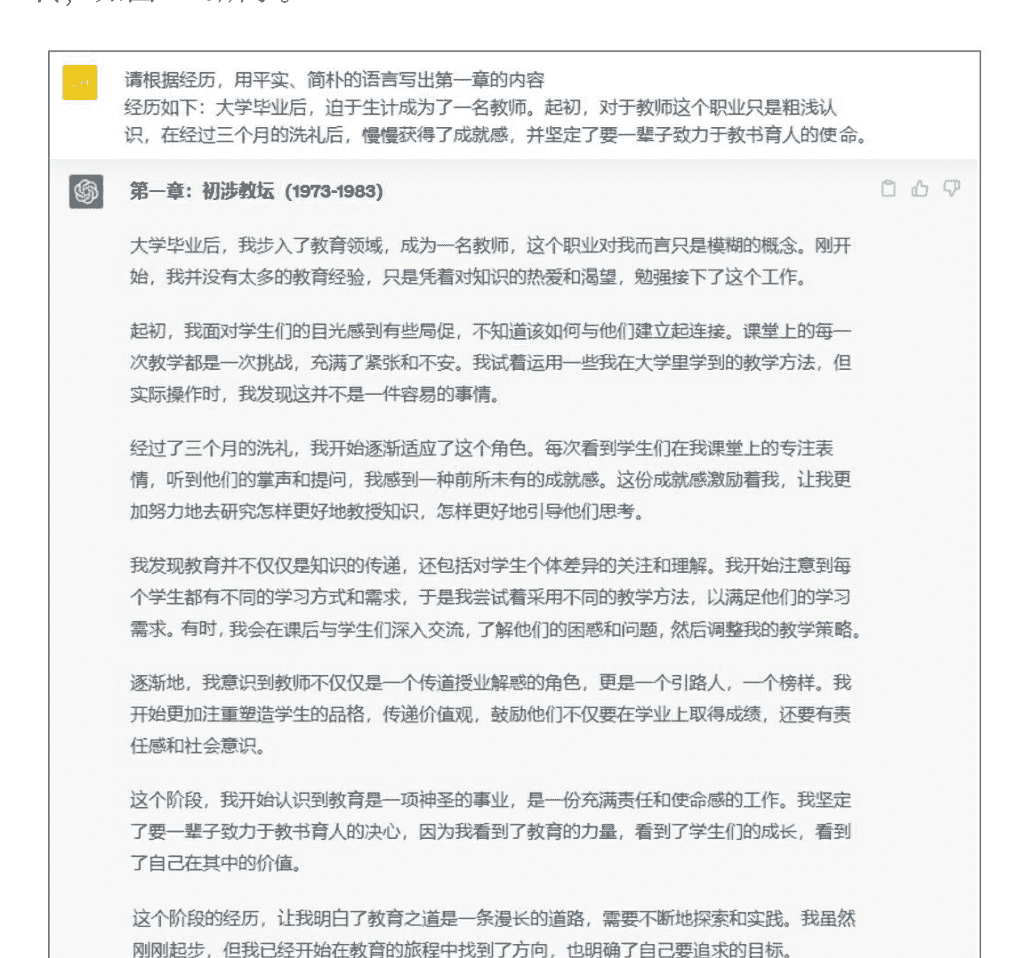 请根据经历，用平实、简朴的语言写出第一章的内容
经历如下：大学毕业后，迫于生计成为了一名教师。起初，对于教师这个职业只是粗浅认
识，在经过三个月的洗礼后，慢慢获得了成就感，并坚定了要一辈子致力于教书育人的使命。
第一章：初涉教坛（1973-1983）
大学毕业后，我步入了教育领域，成为一名教师，这个职业对我而言只是模糊的概念。刚开
始，我并没有太多的教育经验，只是凭着对知识的热爱和渴望，勉强接下了这个工作。
起初，我面对学生们的目光感到有些局促，不知道该如何与他们建立起连接。课堂上的每一
次教学都是一次挑战，充满了紧张和不安。我试着运用一些我在大学里学到的教学方法，但
实际操作时，我发现这并不是一件容易的事情。
经过了三个月的洗礼，我开始逐渐适应了这个角色。每次看到学生们在我课堂上的专注表
情，听到他们的掌声和提问，我感到一种前所未有的成就感。这份成就感激励着我，让我更
加努力地去研究怎样更好地教授知识，怎样更好地引导他们思考。
我发现教育并不仅仅是知识的传递，还包括对学生个体差异的关注和理解。我开始注意到每
个学生都有不同的学习方式和需求，于是我尝试着采用不同的教学方法，以满足他们的学习
需求。有时，我会在课后与学生们深入交流，了解他们的困惑和问题，然后调整我的教学策略。
逐渐地，我意识到教师不仅仅是一个传道授业解惑的角色，更是一个引路人，一个榜样。我
开始更加注重塑造学生的品格，传递价值观，鼓励他们不仅要在学业上取得成绩，还要有责
任感和社会意识。
这个阶段，我开始认识到教育是一项神圣的事业，是一份充满责任和使命感的工作。我坚定
了要一辈子致力于教书育人的决心，因为我看到了教育的力量，看到了学生们的成长，看到
了自己在其中的价值。
这个阶段的经历，让我明白了教育之道是一条漫长的道路，需要不断地探索和实践。我虽然
刚刚起步，但我已经开始在教育的旅程中找到了方向，也明确了自己要追求的目标。